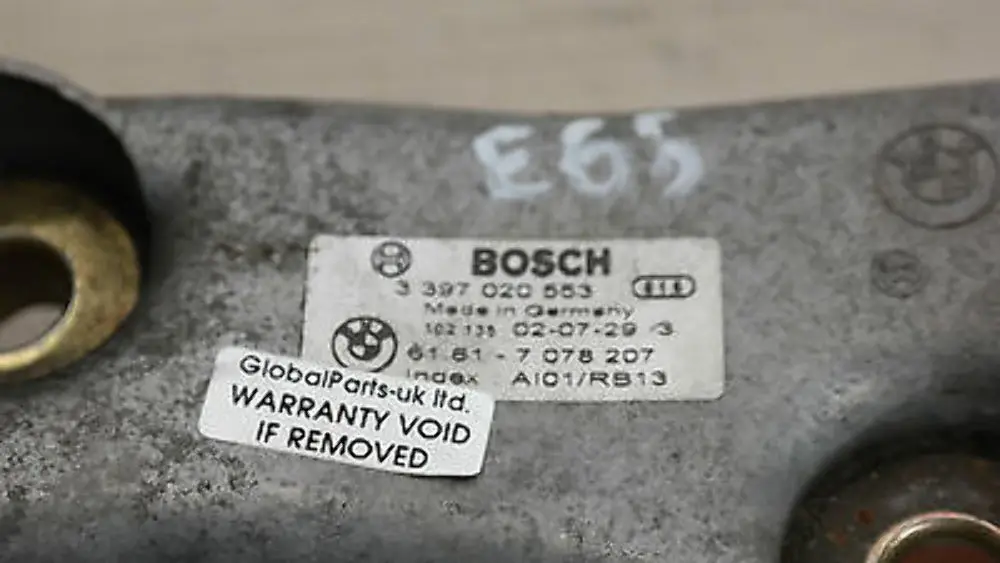 E65
BOSCH
3 397 020 553
Made in Germany
102 135 02-07-29 3
61 61 - 7 078 207
Index AI01/RB13
GlobalParts-uk ltd.
WARRANTY VOID
IF REMOVED